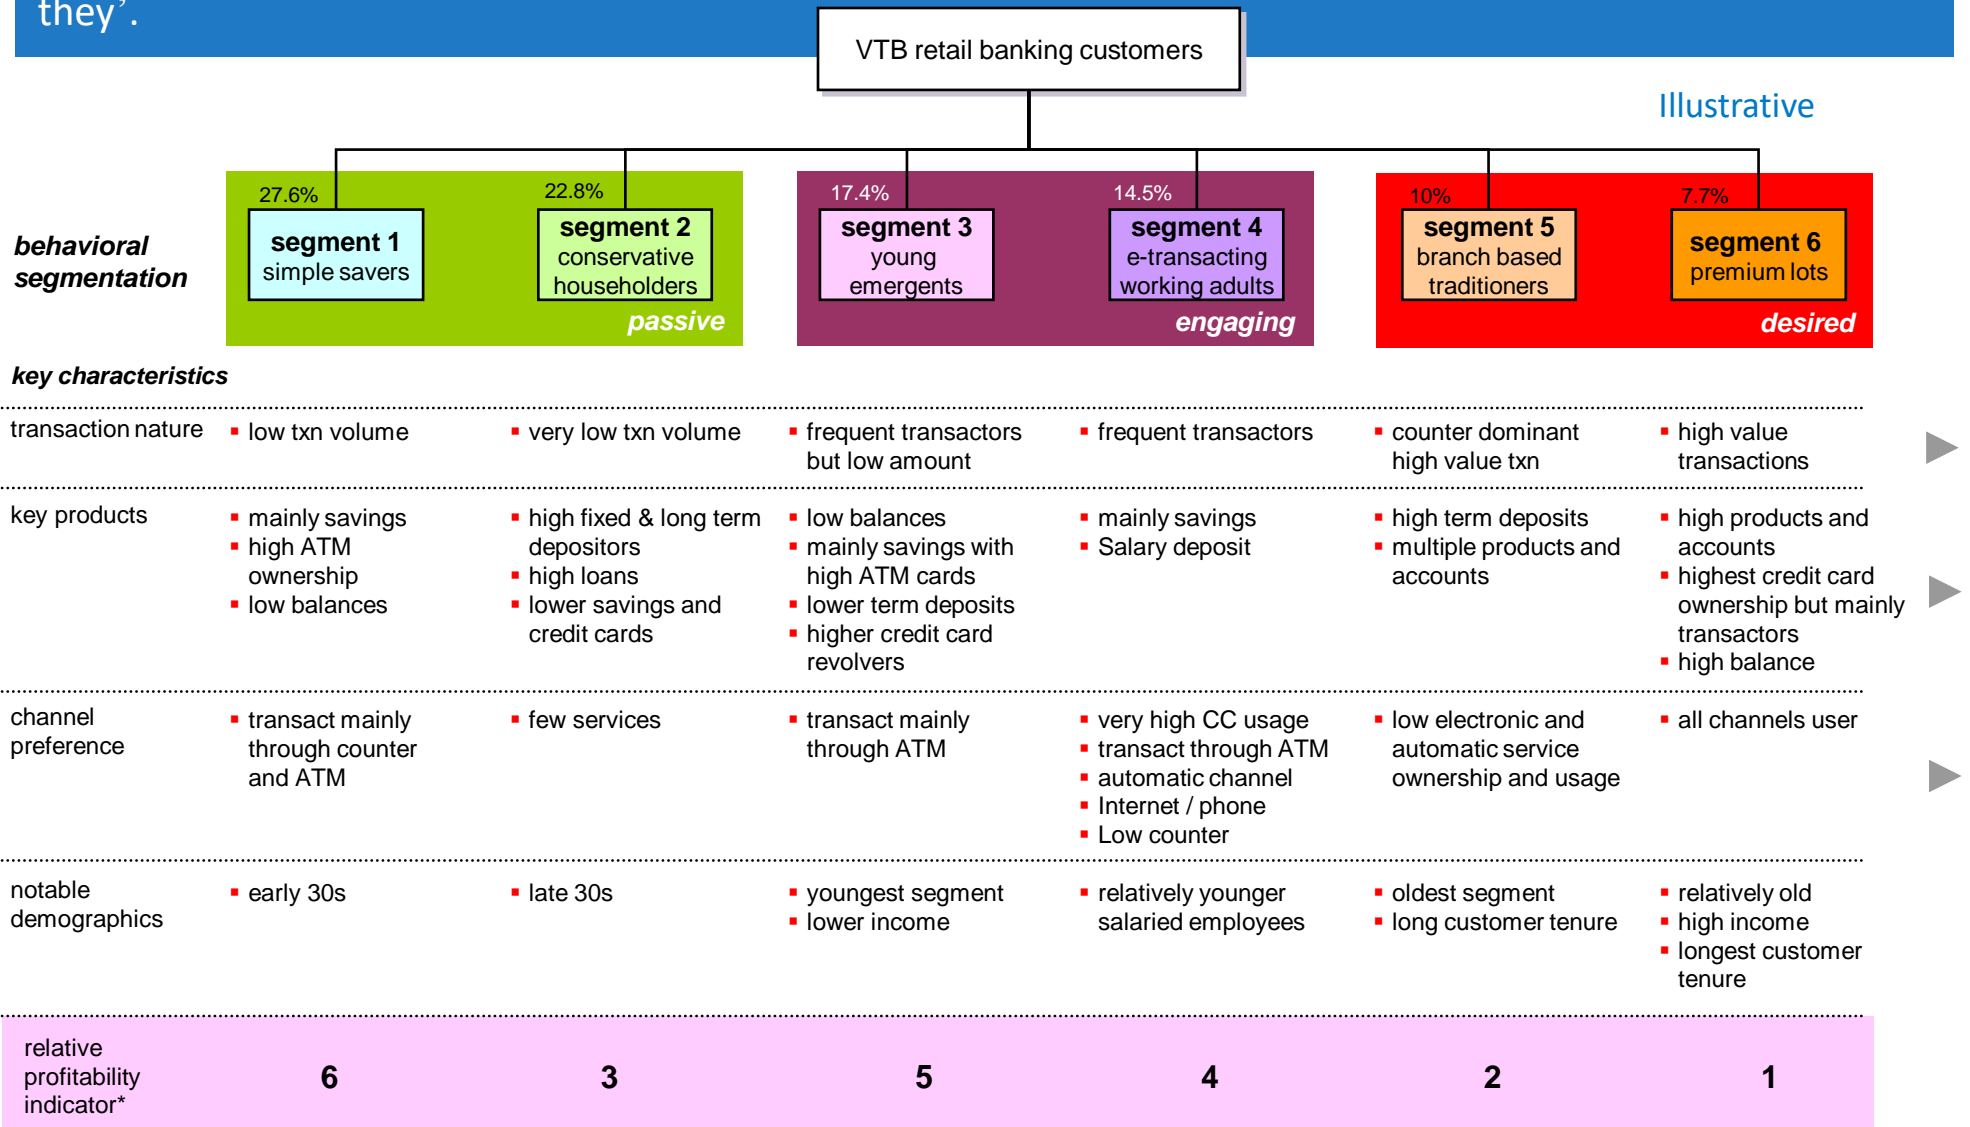 they’.
VTB retail banking customers
Illustrative
27.6%
22.8%
17.4%
14.5%
10%
7.7%
behavioral
segmentation
segment 1
simple savers
segment 2
conservative
householders
passive
segment 3
young
emergents
segment 4
e-transacting
working adults
engaging
segment 5
branch based
traditioners
segment 6
premium lots
desired
key characteristics
transaction nature
▪ low txn volume
▪ very low txn volume
▪ frequent transactors
but low amount
▪ frequent transactors
▪ counter dominant
high value txn
▪ high value
transactions
key products
▪ mainly savings
▪ high ATM
ownership
▪ low balances
▪ high fixed & long term
depositors
▪ high loans
▪ lower savings and
credit cards
▪ low balances
▪ mainly savings with
high ATM cards
▪ lower term deposits
▪ higher credit card
revolvers
▪ mainly savings
▪ Salary deposit
▪ high term deposits
▪ multiple products and
accounts
▪ high products and
accounts
▪ highest credit card
ownership but mainly
transactors
▪ high balance
channel
preference
▪ transact mainly
through counter
and ATM
▪ few services
▪ transact mainly
through ATM
▪ very high CC usage
▪ transact through ATM
▪ automatic channel
▪ Internet / phone
▪ Low counter
▪ low electronic and
automatic service
ownership and usage
▪ all channels user
notable
demographics
▪ early 30s
▪ late 30s
▪ youngest segment
▪ lower income
▪ relatively younger
salaried employees
▪ oldest segment
▪ long customer tenure
▪ relatively old
▪ high income
▪ longest customer
tenure
relative
profitability
indicator*
6
3
5
4
2
1